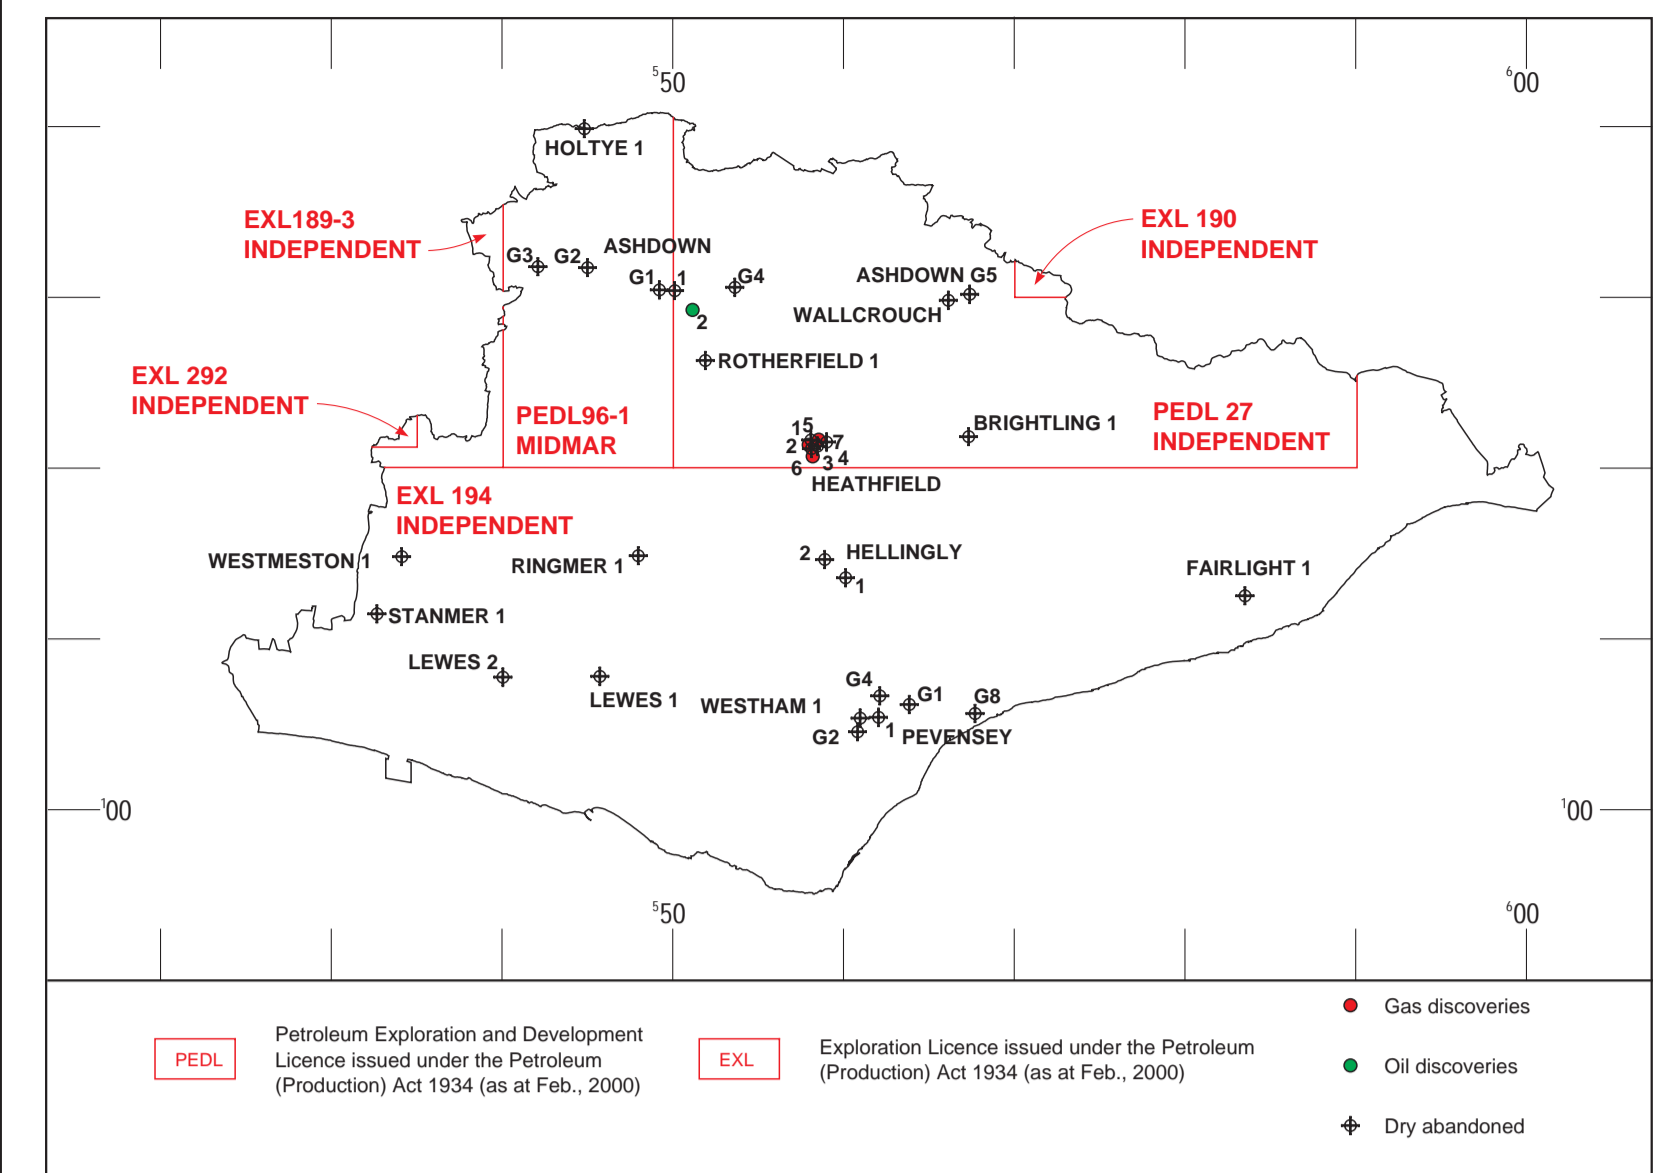 ⁵50
⁶00
HOLTYE 1
EXL189-3
INDEPENDENT
EXL 190
INDEPENDENT
G3
G2
ASHDOWN
G1
1
G4
2
ASHDOWN G5
WALLCROUCH
ROTHERFIELD 1
EXL 292
INDEPENDENT
PEDL96-1
MIDMAR
PEDL 27
INDEPENDENT
BRIGHTLING 1
15
2
7
3
4
6
HEATHFIELD
EXL 194
INDEPENDENT
WESTMESTON 1
RINGMER 1
2
HELLINGLY
1
FAIRLIGHT 1
STANMER 1
LEWES 2
LEWES 1
WESTHAM 1
G4
G1
G8
G2
1
PEVENSEY
¹00
¹00
⁵50
⁶00
PEDL
Petroleum Exploration and Development
Licence issued under the Petroleum
(Production) Act 1934 (as at Feb., 2000)
EXL
Exploration Licence issued under the Petroleum
(Production) Act 1934 (as at Feb., 2000)
Gas discoveries
Oil discoveries
Dry abandoned